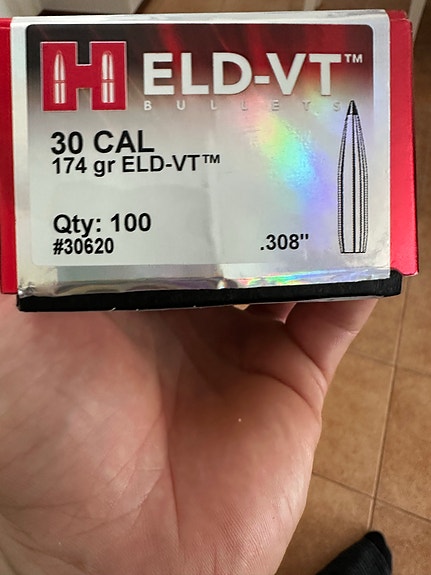 H ELD-VT™
BULLETS
30 CAL
174 gr ELD-VT™
Qty: 100
#30620
.308"